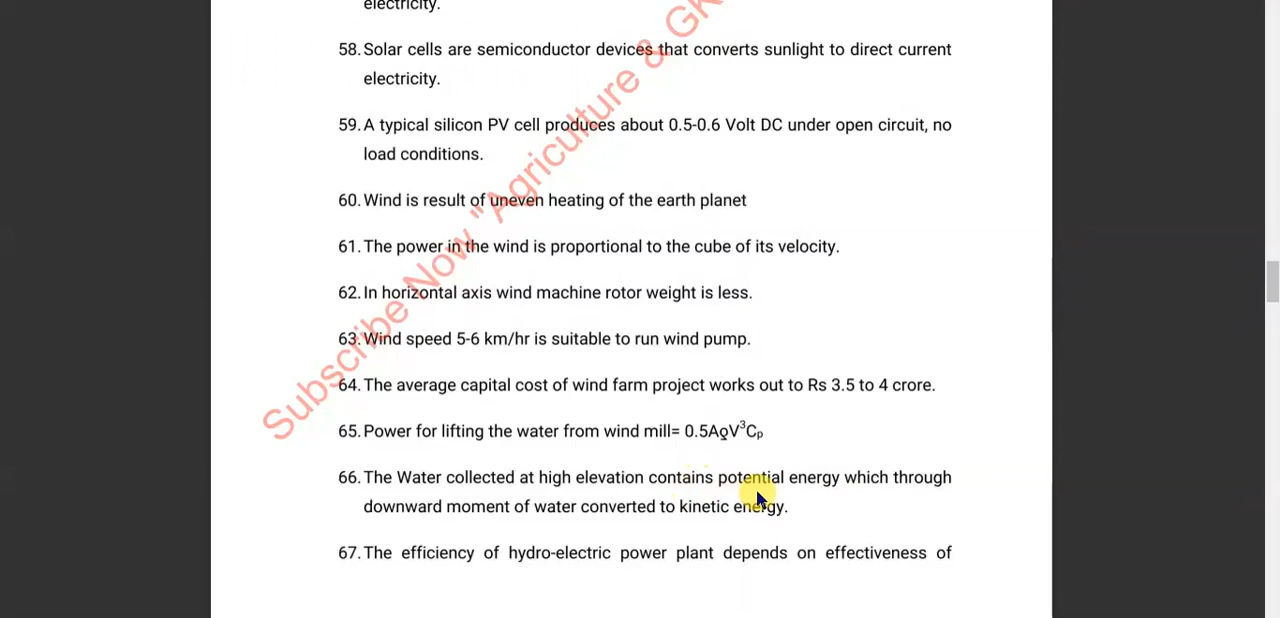 electricity.
58. Solar cells are semiconductor devices that converts sunlight to direct current
electricity.
59. A typical silicon PV cell produces about 0.5-0.6 Volt DC under open circuit, no
load conditions.
60. Wind is result of uneven heating of the earth planet
61. The power in the wind is proportional to the cube of its velocity.
62. In horizontal axis wind machine rotor weight is less.
63. Wind speed 5-6 km/hr is suitable to run wind pump.
64. The average capital cost of wind farm project works out to Rs 3.5 to 4 crore.
65. Power for lifting the water from wind mill= 0.5AϱV³Cₚ
66. The Water collected at high elevation contains potential energy which through
downward moment of water converted to kinetic energy.
67. The efficiency of hydro-electric power plant depends on effectiveness of
Subscribe Now "Agriculture & GK